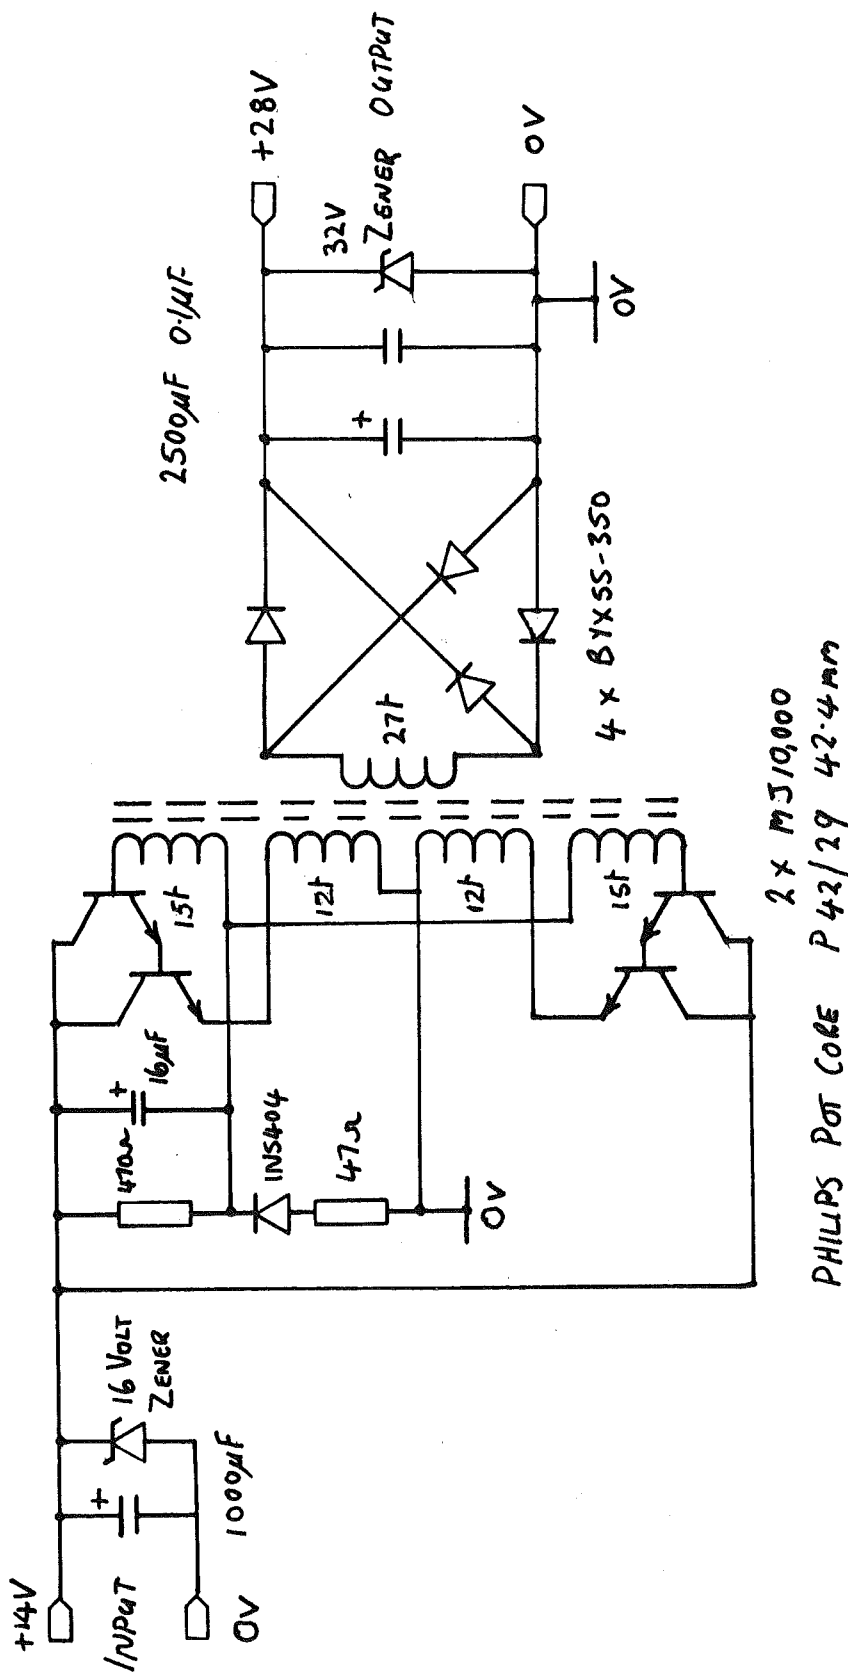 +14V
INPUT
0V
1000µF
16 VOLT
ZENER
470Ω
16µF
1N5404
47Ω
0V
15t
12t
12t
15t
27t
2500µF 0.1µF
32V
ZENER OUTPUT
+28V
0V
0V
4 x BYX55-350
2 x MJ10,000
PHILIPS POT CORE P42/29 42.4mm